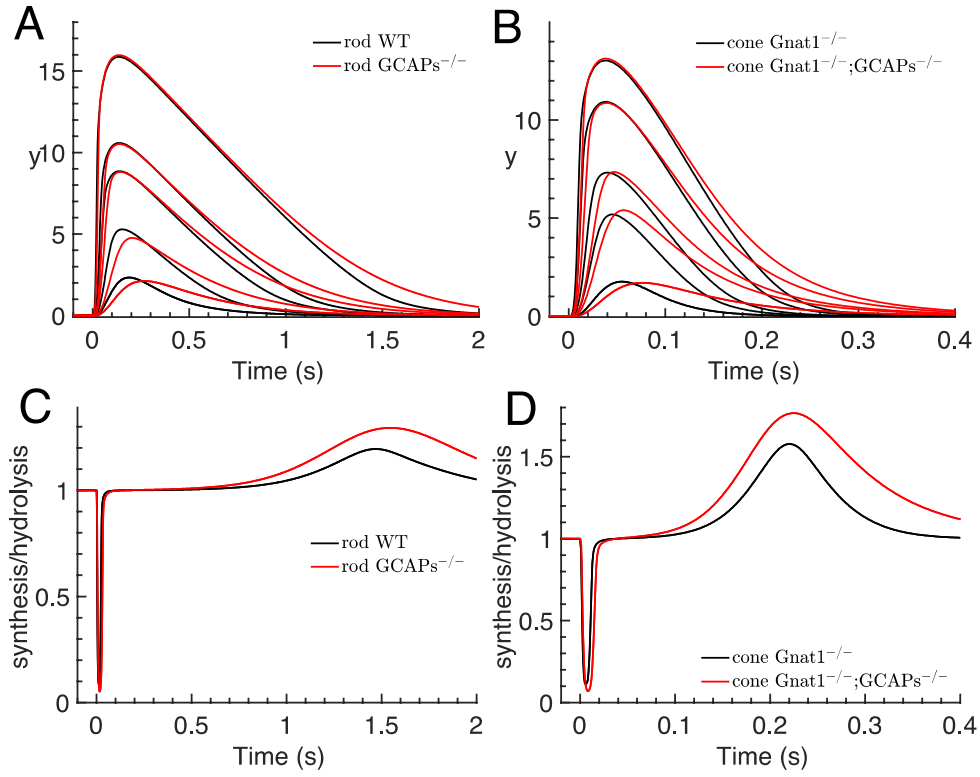 A
rod WT
rod GCAPs−/−
15
10
5
0
y
0 0.5 1 1.5 2
Time (s)
B
cone Gnat1−/−
cone Gnat1−/−;GCAPs−/−
10
5
0
y
0 0.1 0.2 0.3 0.4
Time (s)
C
synthesis/hydrolysis
1
0.5
0
rod WT
rod GCAPs−/−
0 0.5 1 1.5 2
Time (s)
D
synthesis/hydrolysis
1.5
1
0.5
0
cone Gnat1−/−
cone Gnat1−/−;GCAPs−/−
0 0.1 0.2 0.3 0.4
Time (s)